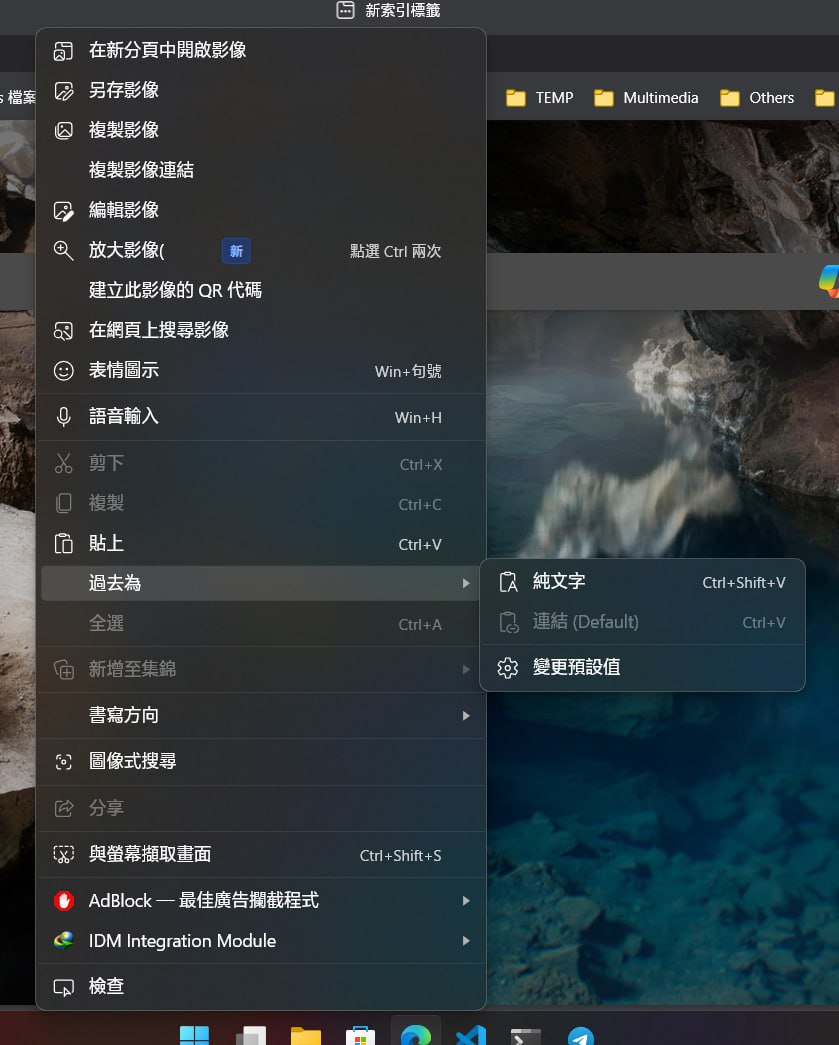 新索引標籤
在新分頁中開啟影像
另存影像
s 檔案
TEMP
Multimedia
Others
複製影像
複製影像連結
編輯影像
放大影像( 新 點選 Ctrl 兩次
建立此影像的 QR 代碼
在網頁上搜尋影像
表情圖示 Win+句號
語音輸入 Win+H
剪下 Ctrl+X
複製 Ctrl+C
貼上 Ctrl+V
過去為
純文字 Ctrl+Shift+V
全選 Ctrl+A
連結 (Default) Ctrl+V
新增至集錦
變更預設值
書寫方向
圖像式搜尋
分享
與螢幕擷取畫面 Ctrl+Shift+S
AdBlock — 最佳廣告攔截程式
IDM Integration Module
檢查